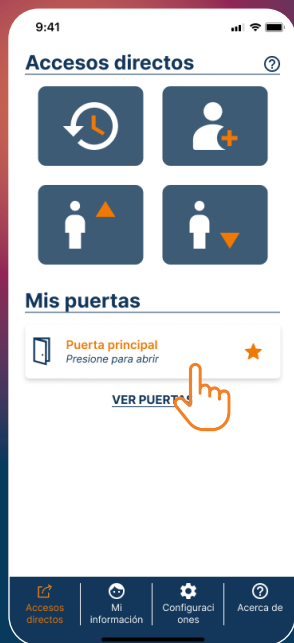 9:41
Accesos directos
Mis puertas
Puerta principal
Presione para abrir
VER PUERTAS
Accesos
directos
Mi
información
Configuraci
ones
Acerca de